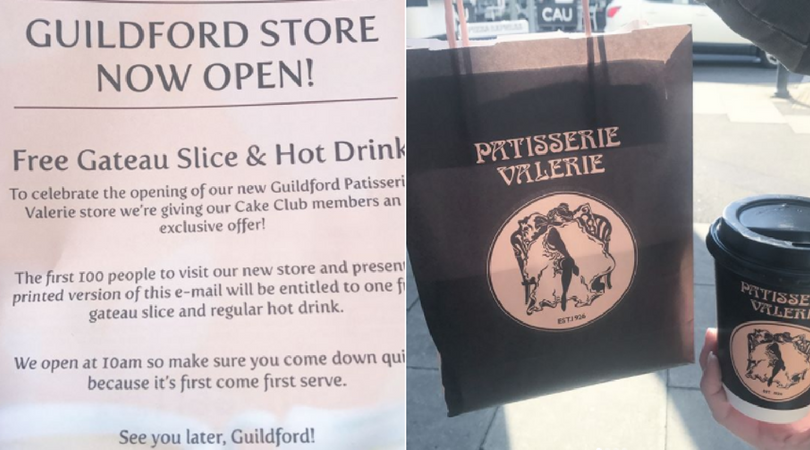 GUILDFORD STORE
NOW OPEN!
Free Gateau Slice & Hot Drink
To celebrate the opening of our new Guildford Patisseri
Valerie store we're giving our Cake Club members an
exclusive offer!
The first 100 people to visit our new store and present
printed version of this e-mail will be entitled to one f
gateau slice and regular hot drink.
We open at 10am so make sure you come down qui
because it's first come first serve.
See you later, Guildford!
CAU
PATISSERIE
VALERIE
EST.1926
PATISSE
VALERI